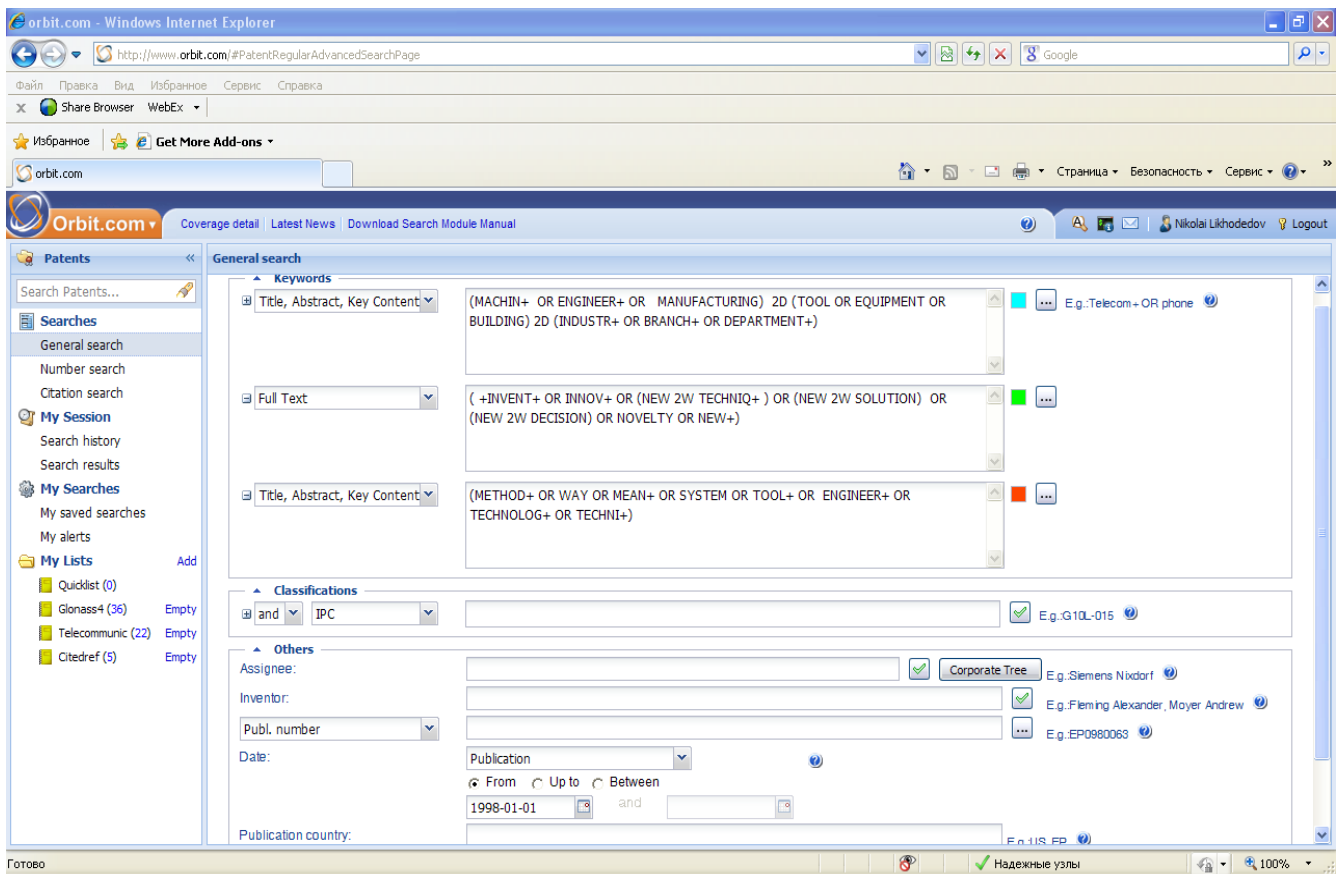 orbit.com - Windows Internet Explorer
http://www.orbit.com/#PatentRegularAdvancedSearchPage
Google
Файл Правка Вид Избранное Сервис Справка
x Share Browser WebEx
Избранное Get More Add-ons
orbit.com
Страница Безопасность Сервис »
Orbit.com Coverage detail Latest News Download Search Module Manual Nikolai Likhodedov Logout
Patents «
General search
Search Patents...
Searches
General search
Number search
Citation search
My Session
Search history
Search results
My Searches
My saved searches
My alerts
My Lists Add
Quicklist (0)
Glonass4 (36) Empty
Telecommunic (22) Empty
Citedref (5) Empty
Keywords
Title, Abstract, Key Content
(MACHIN+ OR ENGINEER+ OR MANUFACTURING) 2D (TOOL OR EQUIPMENT OR
BUILDING) 2D (INDUSTR+ OR BRANCH+ OR DEPARTMENT+)
... E.g.:Telecom+ OR phone
Full Text
( +INVENT+ OR INNOV+ OR (NEW 2W TECHNIQ+ ) OR (NEW 2W SOLUTION) OR
(NEW 2W DECISION) OR NOVELTY OR NEW+)
...
Title, Abstract, Key Content
(METHOD+ OR WAY OR MEAN+ OR SYSTEM OR TOOL+ OR ENGINEER+ OR
TECHNOLOG+ OR TECHNI+)
...
Classifications
and IPC E.g.:G10L-015
Others
Assignee: Corporate Tree E.g.:Siemens Nixdorf
Inventor: E.g.:Fleming Alexander, Moyer Andrew
Publ. number ... E.g.:EP0980063
Date: Publication
From Up to Between
1998-01-01 and
Publication country: E.g.:US, EP
Готово Надежные узлы 100%